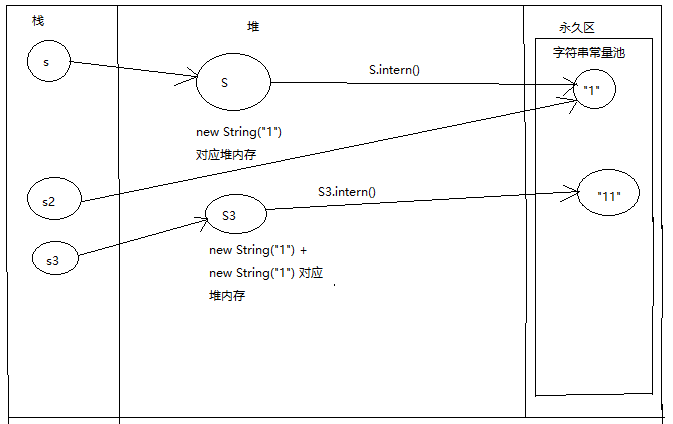 栈
堆
永久区
字符串常量池
s
S
S.intern()
"1"
new String("1")
对应堆内存
s2
S3
S3.intern()
"11"
s3
new String("1") +
new String("1") 对应
堆内存